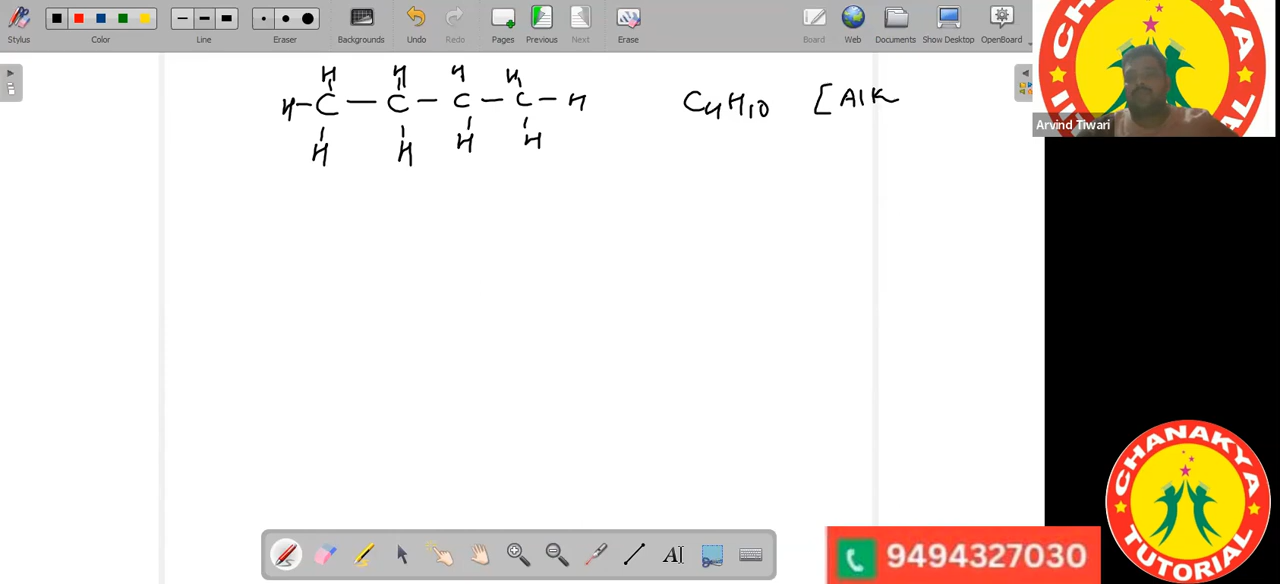 Stylus Color Line Eraser Backgrounds Undo Redo Pages Previous Next Erase Board Web Documents Show Desktop OpenBoard
H H H H
H-C-C-C-C-H C4H10 [Alk
H H H H
Arvind Tiwari
CHANAKYA
TUTORIAL
9494327030